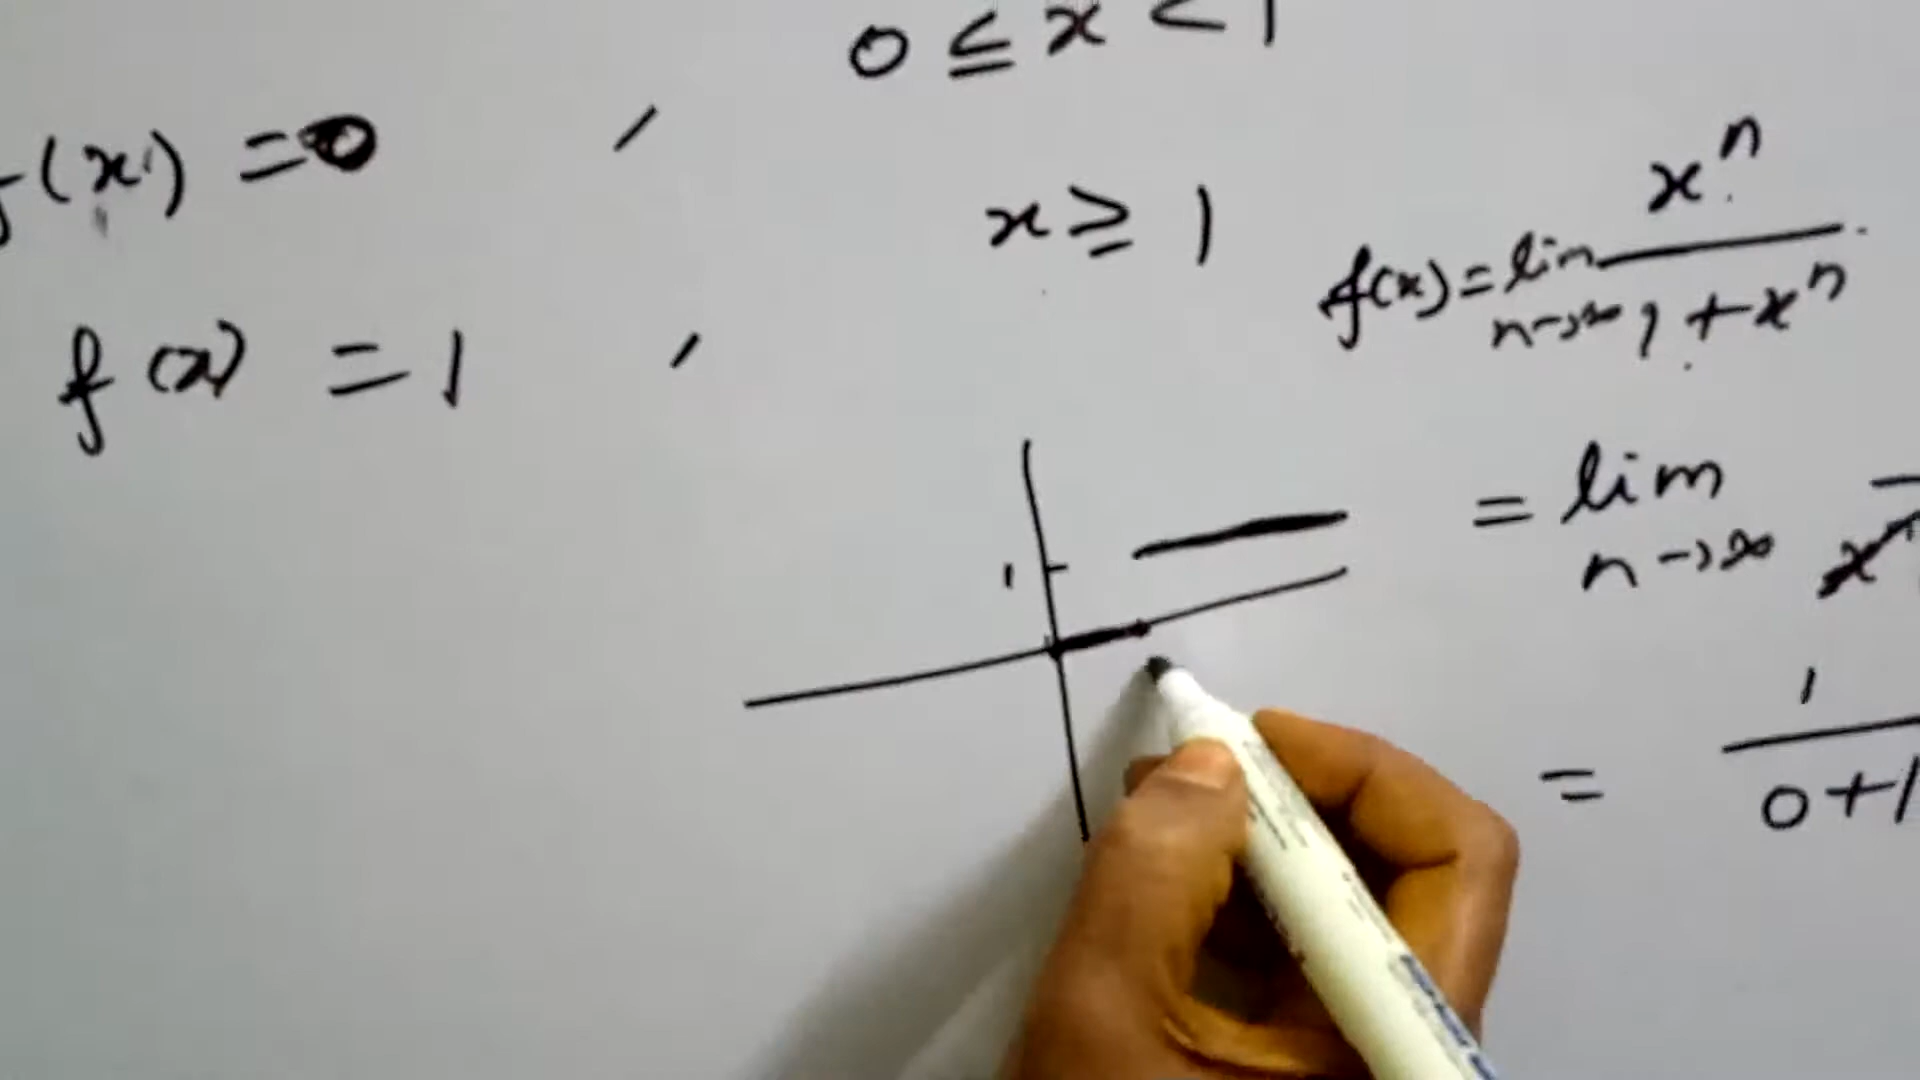 0 ≤ x < 1
f(x) = 0 ,
x ≥ 1
f(x) = 1 ,
f(x) = lim n→∞ x^n / 1 + x^n
1
= lim n→∞
= 1 / 0+1